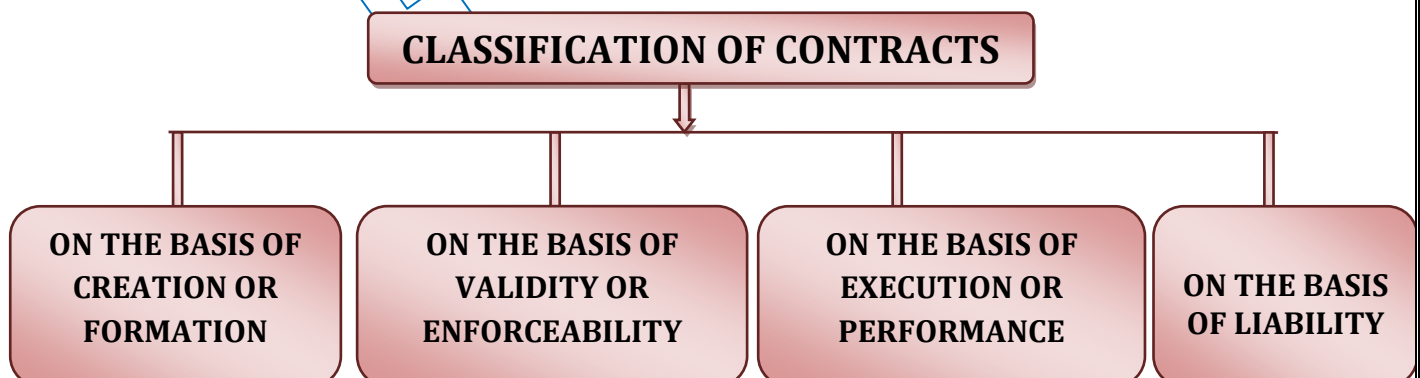 CLASSIFICATION OF CONTRACTS
ON THE BASIS OF
CREATION OR
FORMATION
ON THE BASIS OF
VALIDITY OR
ENFORCEABILITY
ON THE BASIS OF
EXECUTION OR
PERFORMANCE
ON THE BASIS
OF LIABILITY